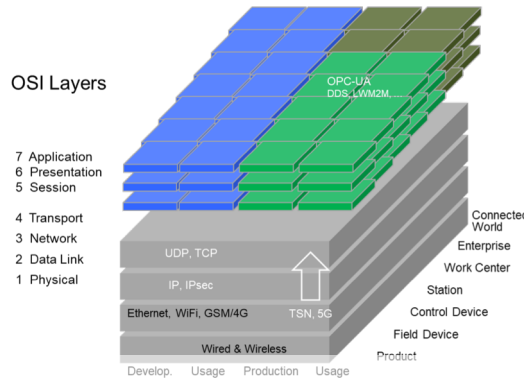 OPC-UA
DDS, LWM2M, ...
OSI Layers
7 Application
6 Presentation
5 Session
4 Transport
3 Network
2 Data Link
1 Physical
UDP, TCP
IP, IPsec
Ethernet, WiFi, GSM/4G
TSN, 5G
Wired & Wireless
Connected
World
Enterprise
Work Center
Station
Control Device
Field Device
Product
Develop. Usage Production Usage